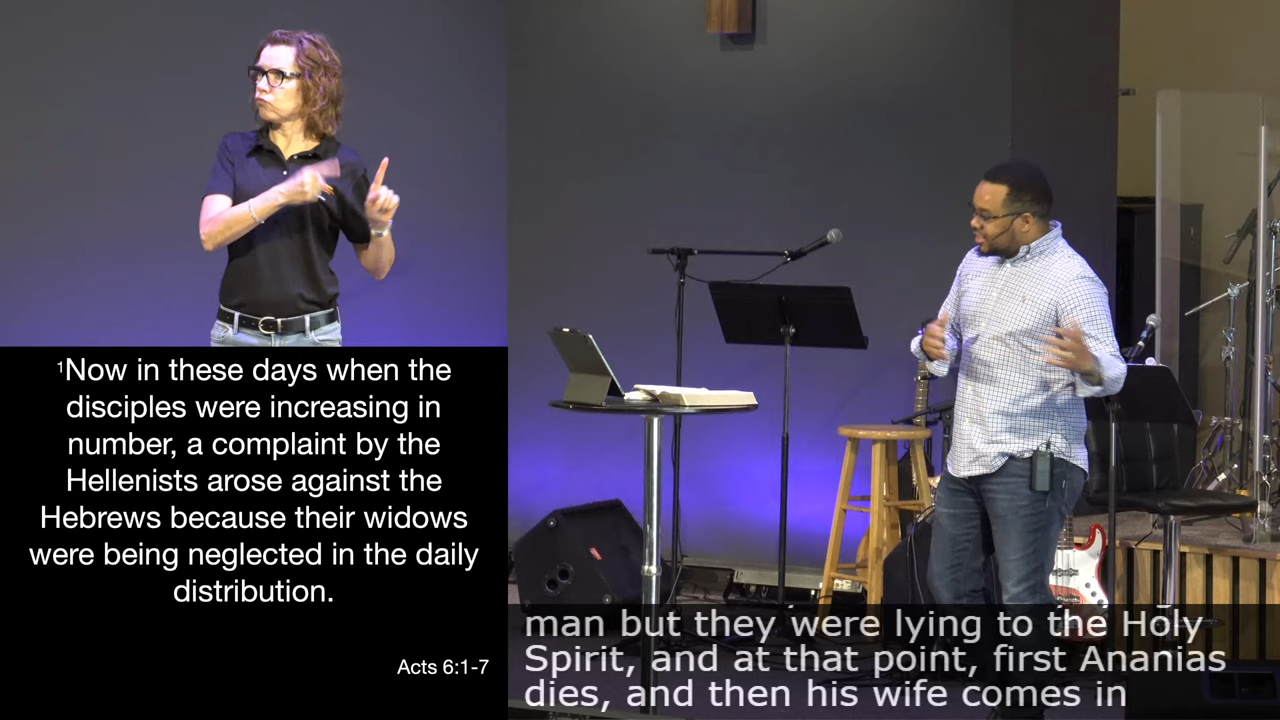 ¹Now in these days when the
disciples were increasing in
number, a complaint by the
Hellenists arose against the
Hebrews because their widows
were being neglected in the daily
distribution.
Acts 6:1-7
man but they were lying to the Holy
Spirit, and at that point, first Ananias
dies, and then his wife comes in